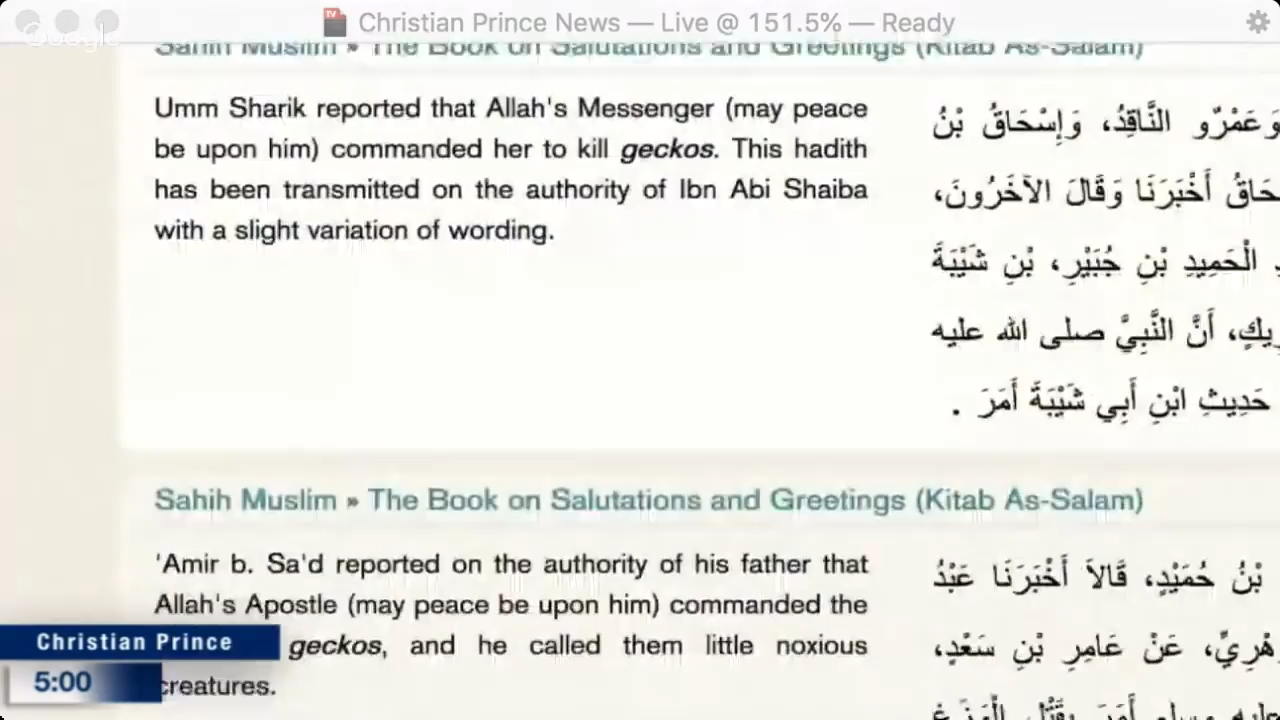 Christian Prince News — Live @ 151.5% — Ready
Google
Sahih Muslim » The Book on Salutations and Greetings (Kitab As-Salam)
Umm Sharik reported that Allah's Messenger (may peace
be upon him) commanded her to kill geckos. This hadith
has been transmitted on the authority of Ibn Abi Shaiba
with a slight variation of wording.
وَعَمْرٌو النَّاقِدُ، وَإِسْحَاقُ بْنُ
أَخْبَرَنَا وَقَالَ الآخَرُونَ،
الْحَمِيدِ بْنِ جُبَيْرِ، بْنِ شَيْبَةَ
أَنَّ النَّبِيَّ صلى الله عليه
حَدِيثِ ابْنِ أَبِي شَيْبَةَ أَمَرَ .
Sahih Muslim » The Book on Salutations and Greetings (Kitab As-Salam)
'Amir b. Sa'd reported on the authority of his father that
Allah's Apostle (may peace be upon him) commanded the
geckos, and he called them little noxious
creatures.
بْنُ حُمَيْدٍ، قَالاَ أَخْبَرَنَا عَبْدُ
عَنْ عَامِرِ بْنِ سَعْدٍ،
Christian Prince
5:00